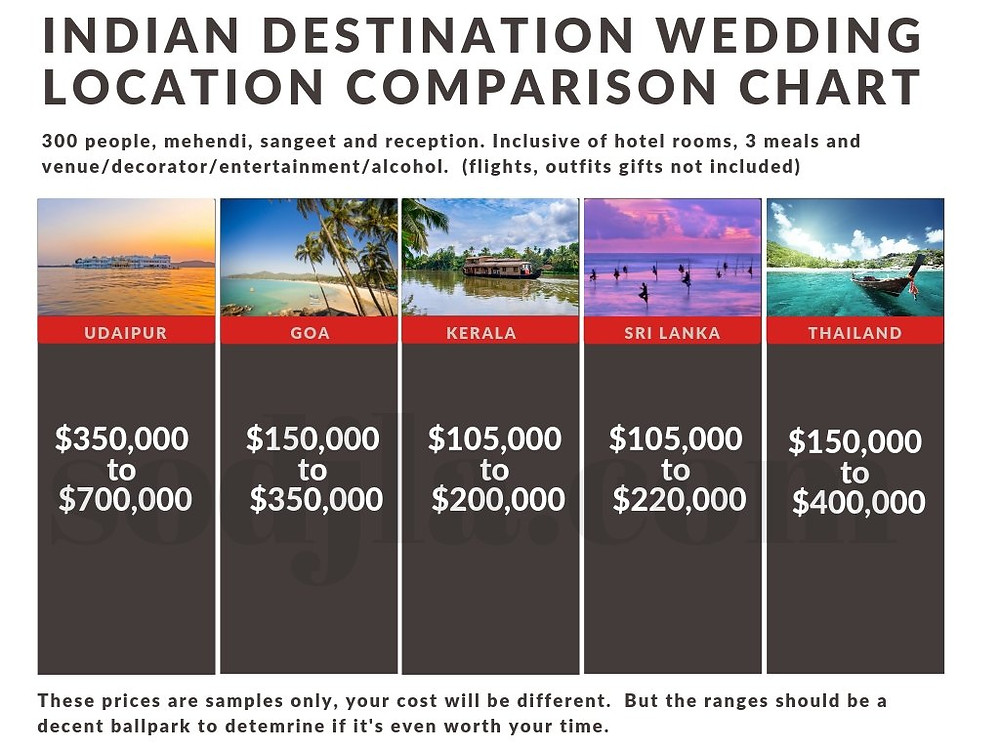 INDIAN DESTINATION WEDDING
LOCATION COMPARISON CHART
300 people, mehendi, sangeet and reception. Inclusive of hotel rooms, 3 meals and
venue/decorator/entertainment/alcohol.  (flights, outfits gifts not included)
UDAIPUR
$350,000
to
$700,000
GOA
$150,000
to
$350,000
KERALA
$105,000
to
$200,000
SRI LANKA
$105,000
to
$220,000
THAILAND
$150,000
to
$400,000
sodjla.com
These prices are samples only, your cost will be different.  But the ranges should be a
decent ballpark to detemrine if it's even worth your time.